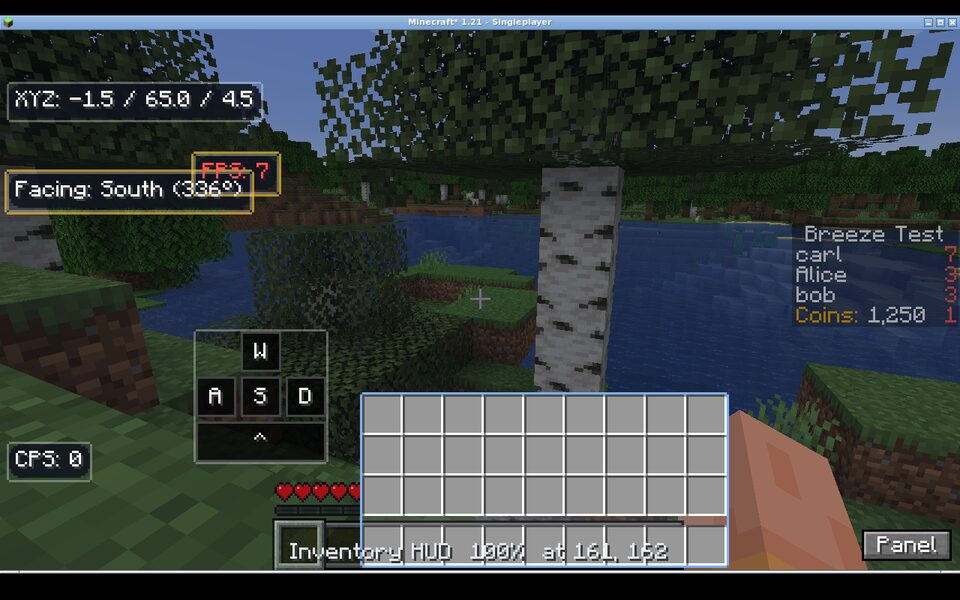 Minecraft* 1.21 - Singleplayer
XYZ: -1.5 / 65.0 / 4.5
FPS: 7
Facing: South (336°)
Breeze Test
carl 7
Alice 3
bob 3
Coins: 1,250 1
W
A S D
^
CPS: 0
Inventory HUD 100% at 161, 162
Panel